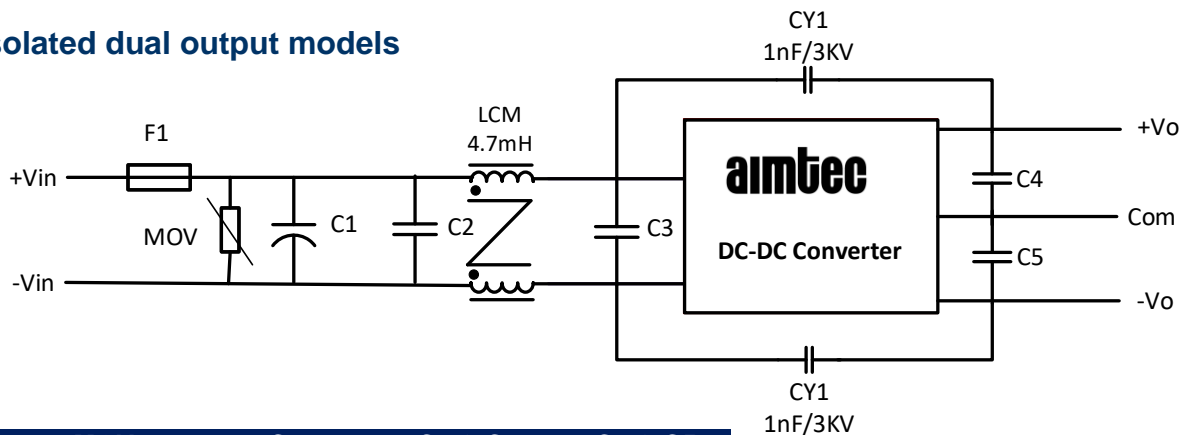 solated dual output models
CY1
1nF/3KV
LCM
4.7mH
F1
+Vin
MOV
C1
C2
C3
aimtec
DC-DC Converter
+Vo
C4
Com
C5
-Vin
-Vo
CY1
1nF/3KV